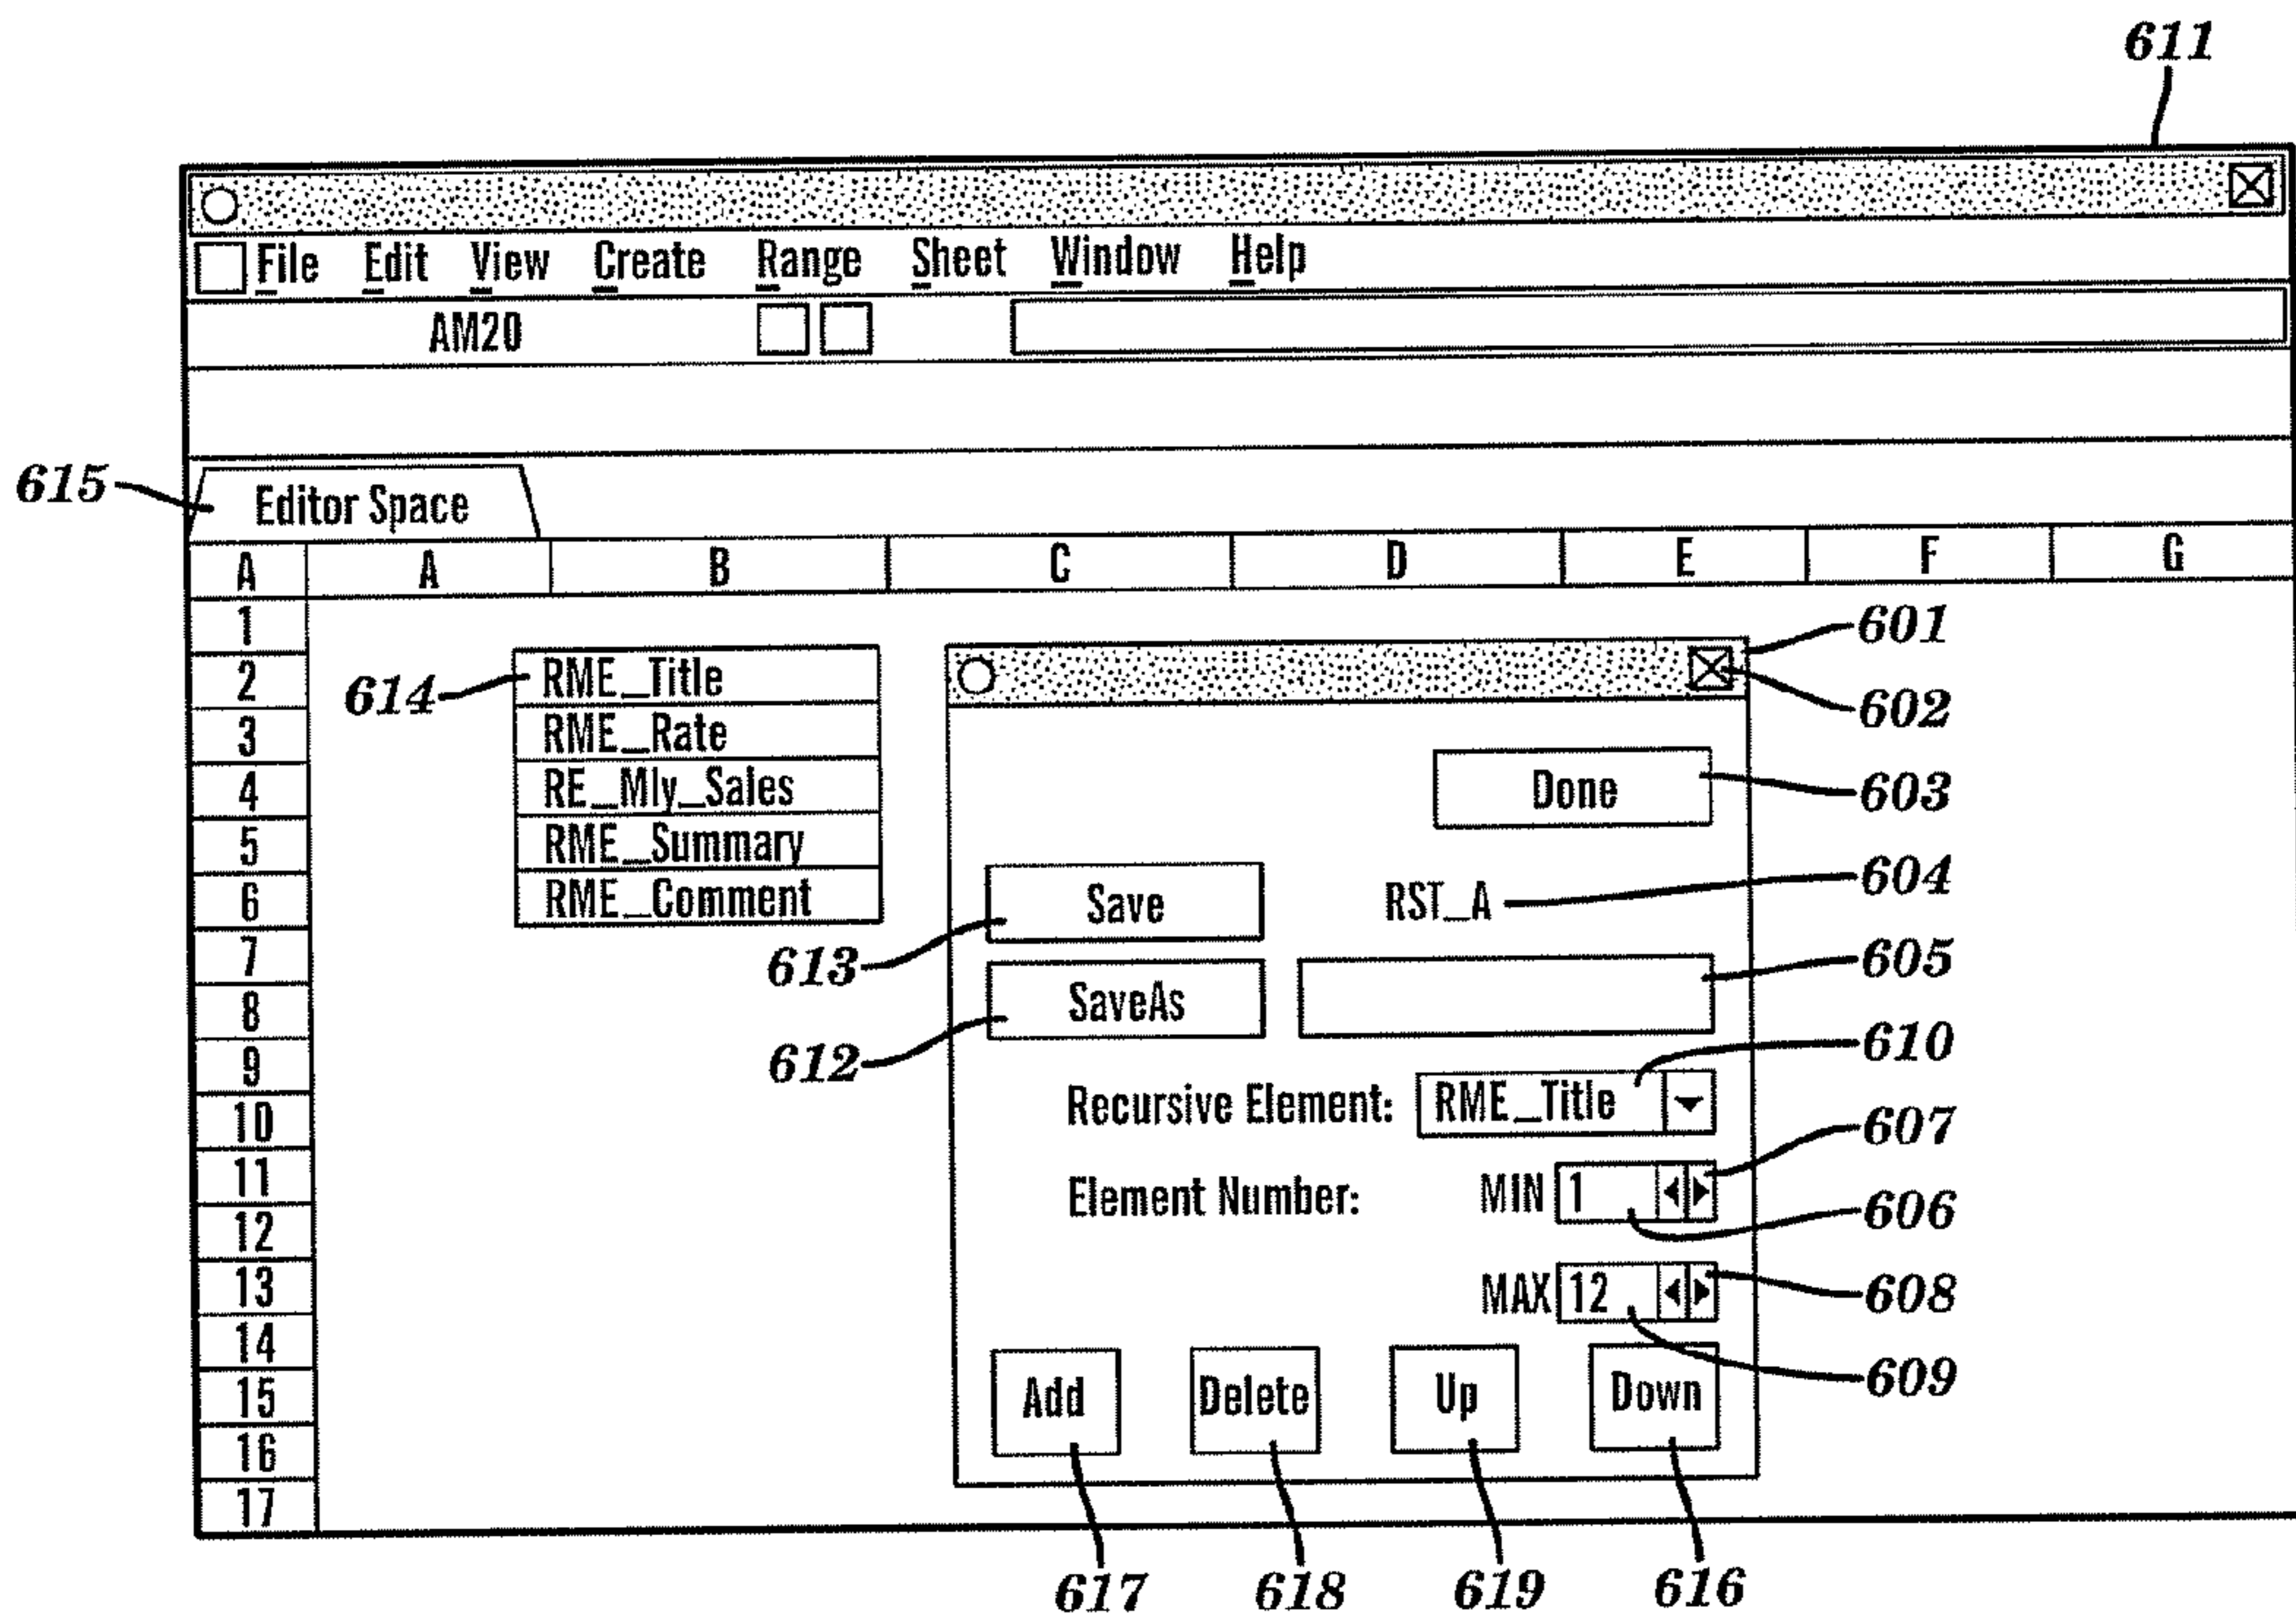 611
File Edit View Create Range Sheet Window Help
AM20
615
Editor Space
A A B C D E F G
1
2
3
4
5
6
7
8
9
10
11
12
13
14
15
16
17
614
RME_Title
RME_Rate
RE_Mly_Sales
RME_Summary
RME_Comment
601
602
Done
603
Save
RST_A
604
613
SaveAs
605
612
610
Recursive Element: RME_Title
607
Element Number: MIN 1
606
MAX 12
608
609
Add Delete Up Down
617 618 619 616